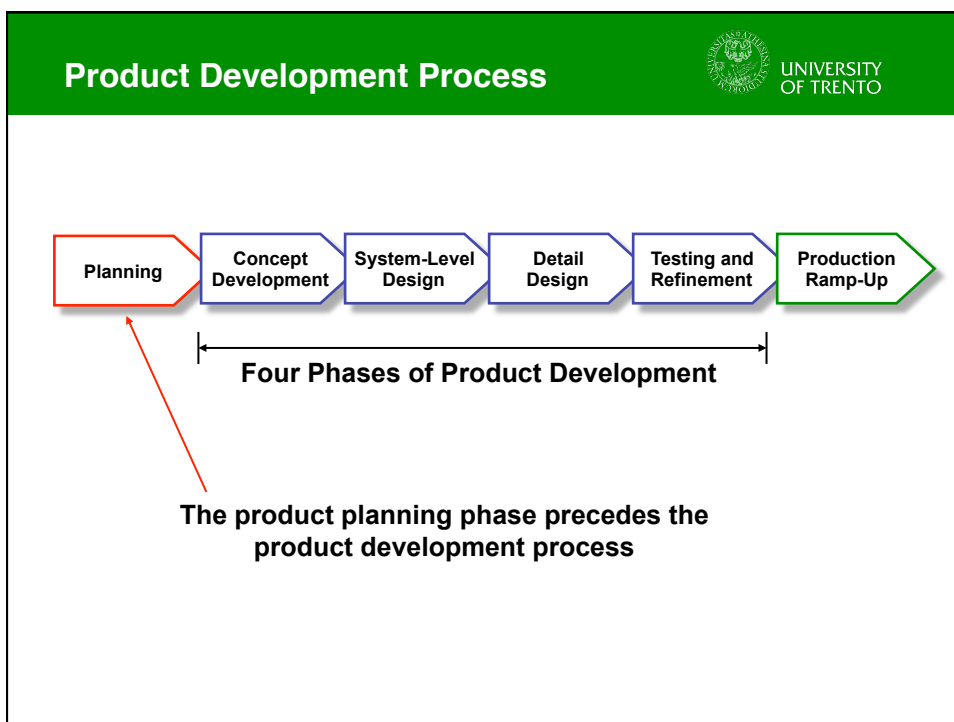 Product Development Process
UNIVERSITY
OF TRENTO
Planning
Concept
Development
System-Level
Design
Detail
Design
Testing and
Refinement
Production
Ramp-Up
Four Phases of Product Development
The product planning phase precedes the
product development process